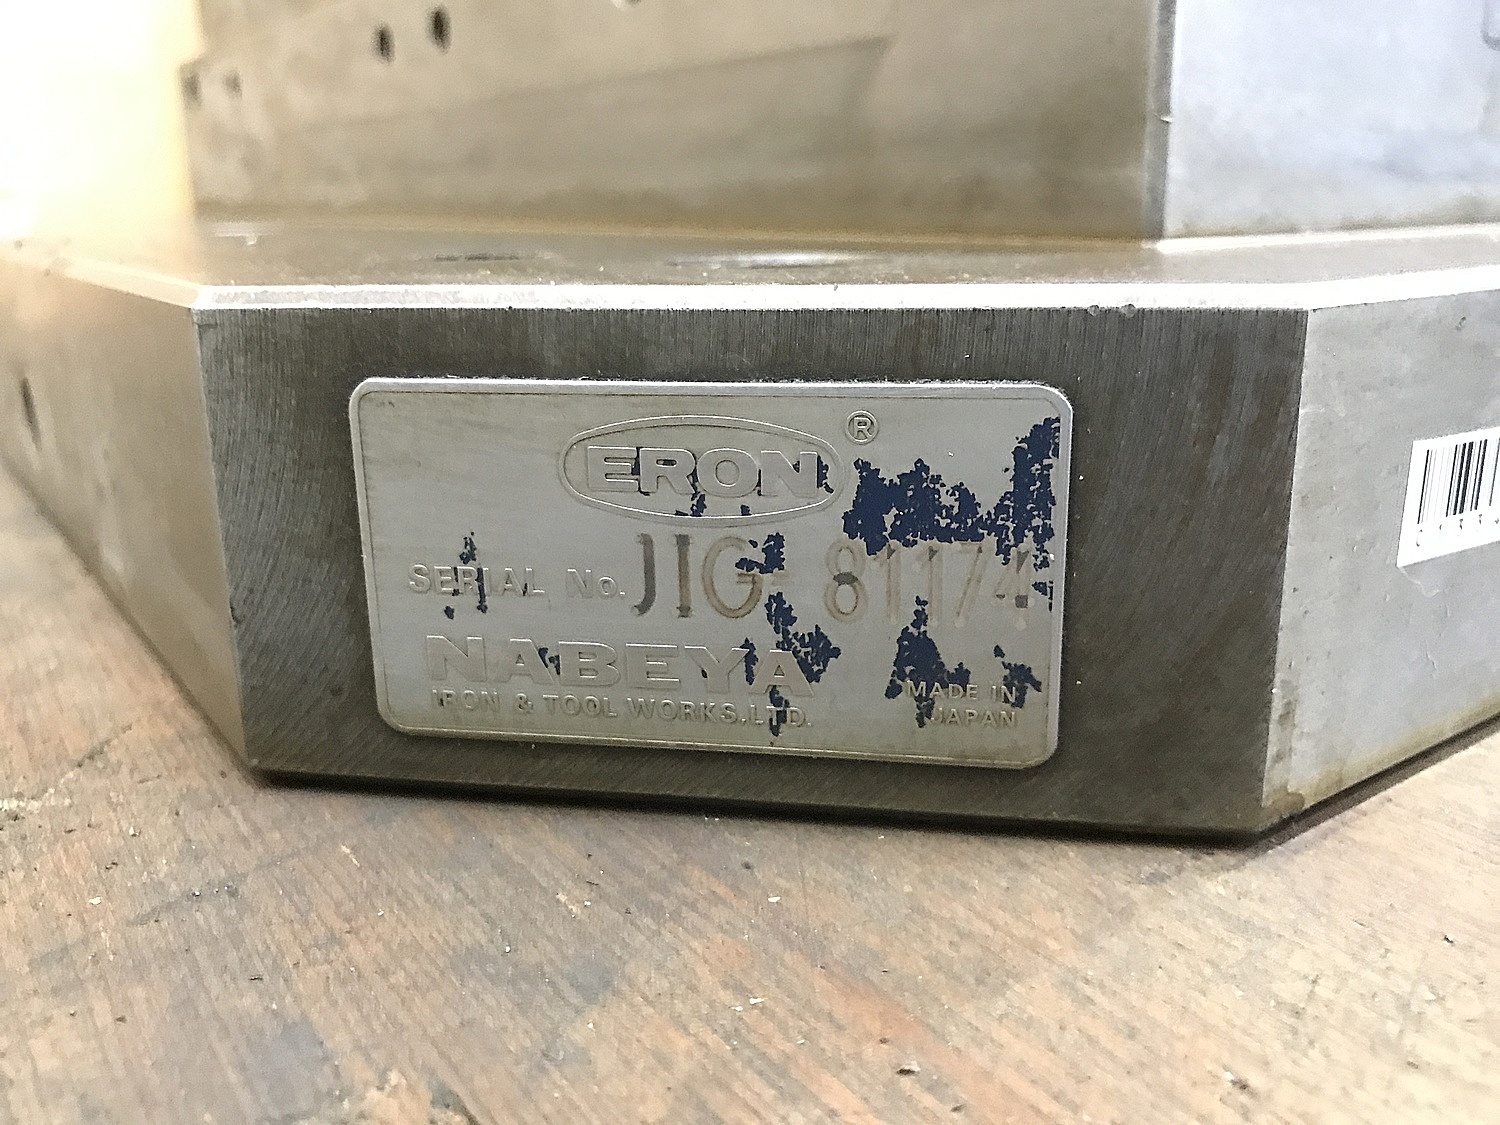 ERON ®
SERIAL No. JIG- 81174
NABEYA
IRON & TOOL WORKS,LTD.
MADE IN
JAPAN